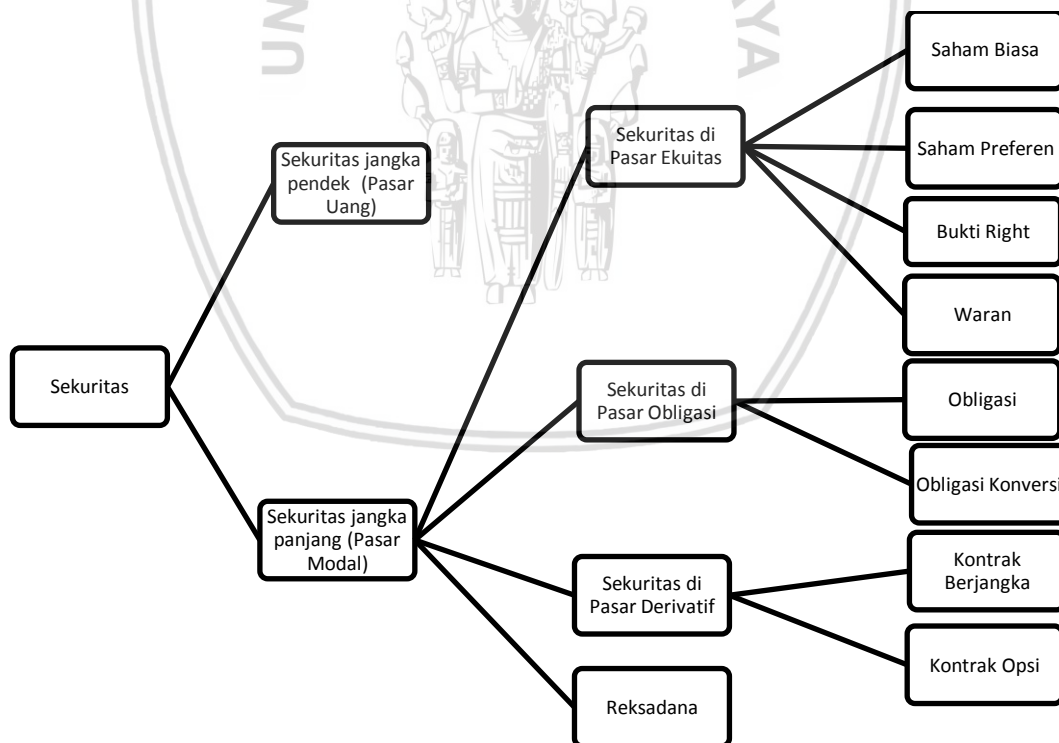 UN
AYA
Saham Biasa
Sekuritas di
Pasar Ekuitas
Saham Preferen
Sekuritas jangka
pendek (Pasar
Uang)
Bukti Right
Waran
Sekuritas
Sekuritas di
Pasar Obligasi
Obligasi
Obligasi Konversi
Sekuritas jangka
panjang (Pasar
Modal)
Sekuritas di
Pasar Derivatif
Kontrak
Berjangka
Kontrak Opsi
Reksadana